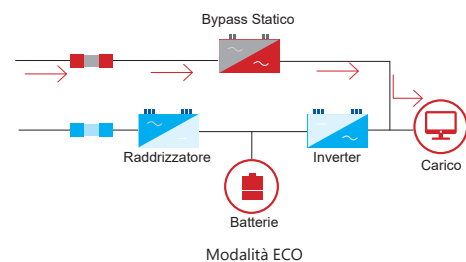 Bypass Statico
Raddrizzatore
Inverter
Carico
Batterie
Modalità ECO